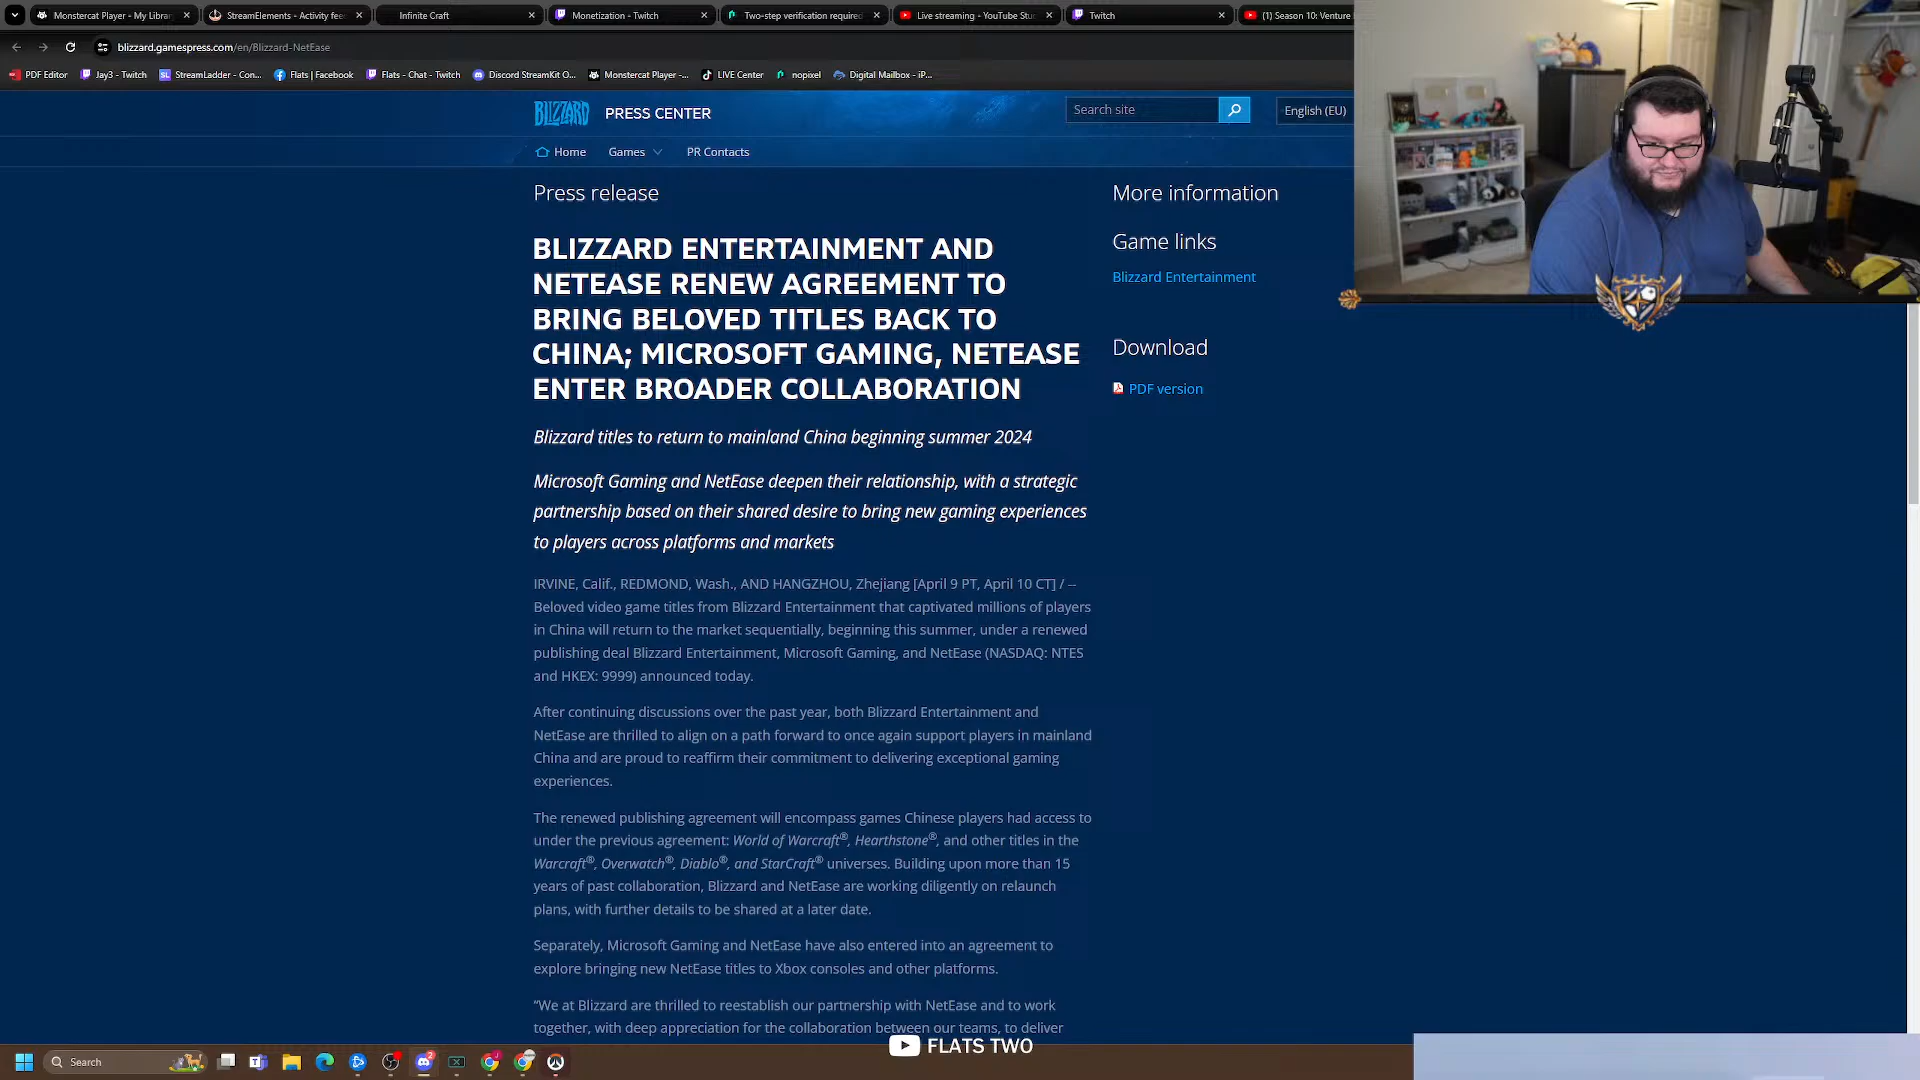 Monstercat Player - My Librar
StreamElements - Activity fee
Infinite Craft
Monetization - Twitch
Two-step verification required
Live streaming - YouTube Stu
Twitch
(1) Season 10: Venture
blizzard.gamespress.com/en/Blizzard-NetEase
PDF Editor
Jay3 - Twitch
SL StreamLadder - Con...
Flats | Facebook
Flats - Chat - Twitch
Discord StreamKit O...
Monstercat Player -...
LIVE Center
nopixel
Digital Mailbox - iP...
BLIZZARD PRESS CENTER
Search site
English (EU)
Home
Games
PR Contacts
Press release
BLIZZARD ENTERTAINMENT AND
NETEASE RENEW AGREEMENT TO
BRING BELOVED TITLES BACK TO
CHINA; MICROSOFT GAMING, NETEASE
ENTER BROADER COLLABORATION
Blizzard titles to return to mainland China beginning summer 2024
Microsoft Gaming and NetEase deepen their relationship, with a strategic
partnership based on their shared desire to bring new gaming experiences
to players across platforms and markets
IRVINE, Calif., REDMOND, Wash., AND HANGZHOU, Zhejiang [April 9 PT, April 10 CT] / --
Beloved video game titles from Blizzard Entertainment that captivated millions of players
in China will return to the market sequentially, beginning this summer, under a renewed
publishing deal Blizzard Entertainment, Microsoft Gaming, and NetEase (NASDAQ: NTES
and HKEX: 9999) announced today.
After continuing discussions over the past year, both Blizzard Entertainment and
NetEase are thrilled to align on a path forward to once again support players in mainland
China and are proud to reaffirm their commitment to delivering exceptional gaming
experiences.
The renewed publishing agreement will encompass games Chinese players had access to
under the previous agreement: World of Warcraft®, Hearthstone®, and other titles in the
Warcraft®, Overwatch®, Diablo®, and StarCraft® universes. Building upon more than 15
years of past collaboration, Blizzard and NetEase are working diligently on relaunch
plans, with further details to be shared at a later date.
Separately, Microsoft Gaming and NetEase have also entered into an agreement to
explore bringing new NetEase titles to Xbox consoles and other platforms.
“We at Blizzard are thrilled to reestablish our partnership with NetEase and to work
together, with deep appreciation for the collaboration between our teams, to deliver
More information
Game links
Blizzard Entertainment
Download
PDF version
Search
FLATS TWO